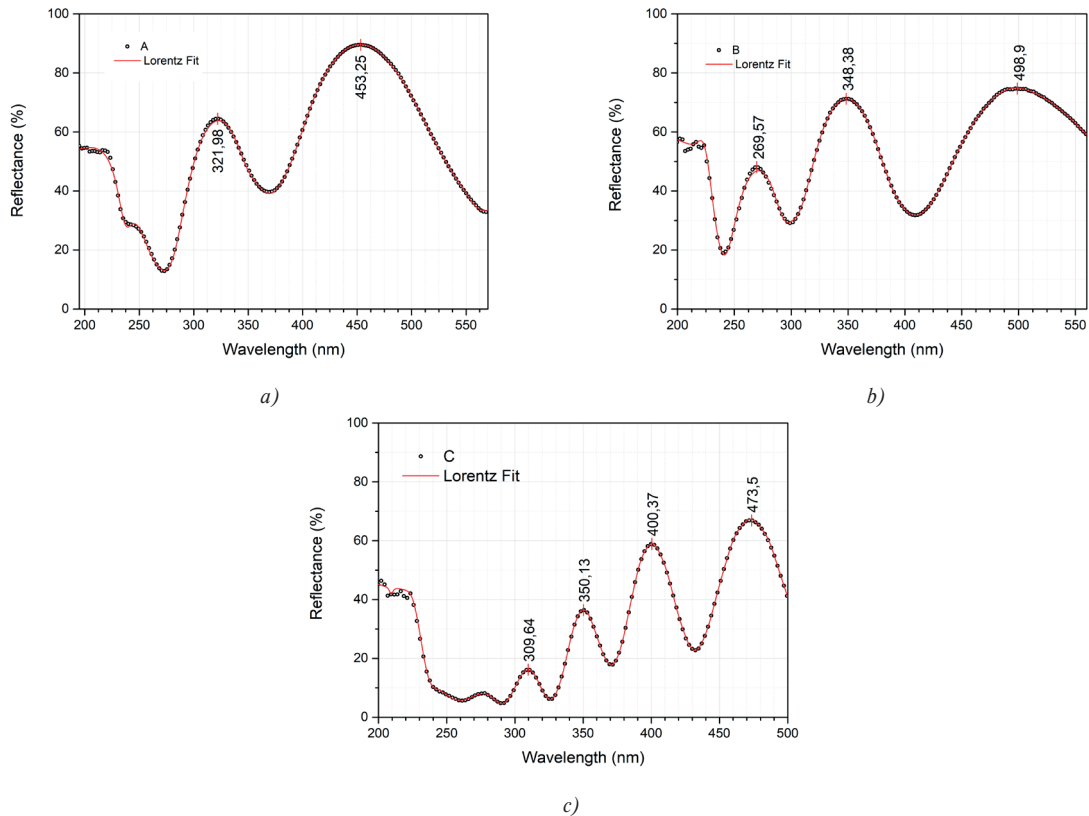 A
Lorentz Fit
321,98
453,25
100
80
60
40
20
0
Reflectance (%)
200 250 300 350 400 450 500 550
Wavelength (nm)
a)
B
Lorentz Fit
269,57
348,38
498,9
100
80
60
40
20
0
Reflectance (%)
200 250 300 350 400 450 500 550
Wavelength (nm)
b)
C
Lorentz Fit
309,64
350,13
400,37
473,5
100
80
60
40
20
0
Reflectance (%)
200 250 300 350 400 450 500
Wavelength (nm)
c)